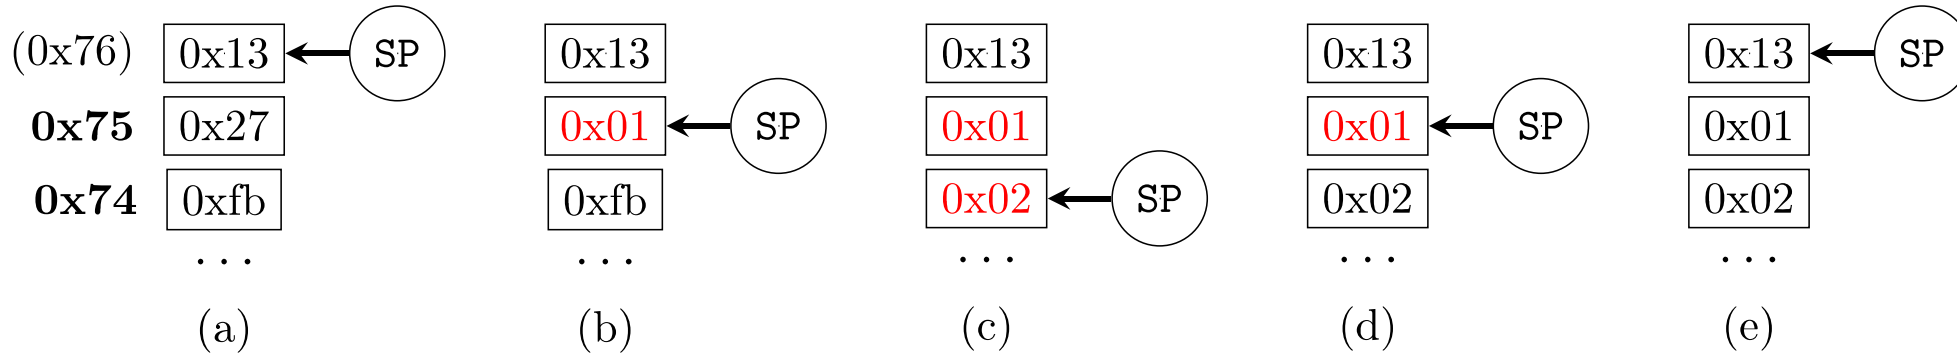 (0x76) 0x13 SP 0x13 0x13 0x13 0x13 SP
0x75 0x27 0x01 SP 0x01 0x01 SP 0x01
0x74 0xfb 0xfb 0x02 SP 0x02 0x02
... ... ... ... ...
(a) (b) (c) (d) (e)